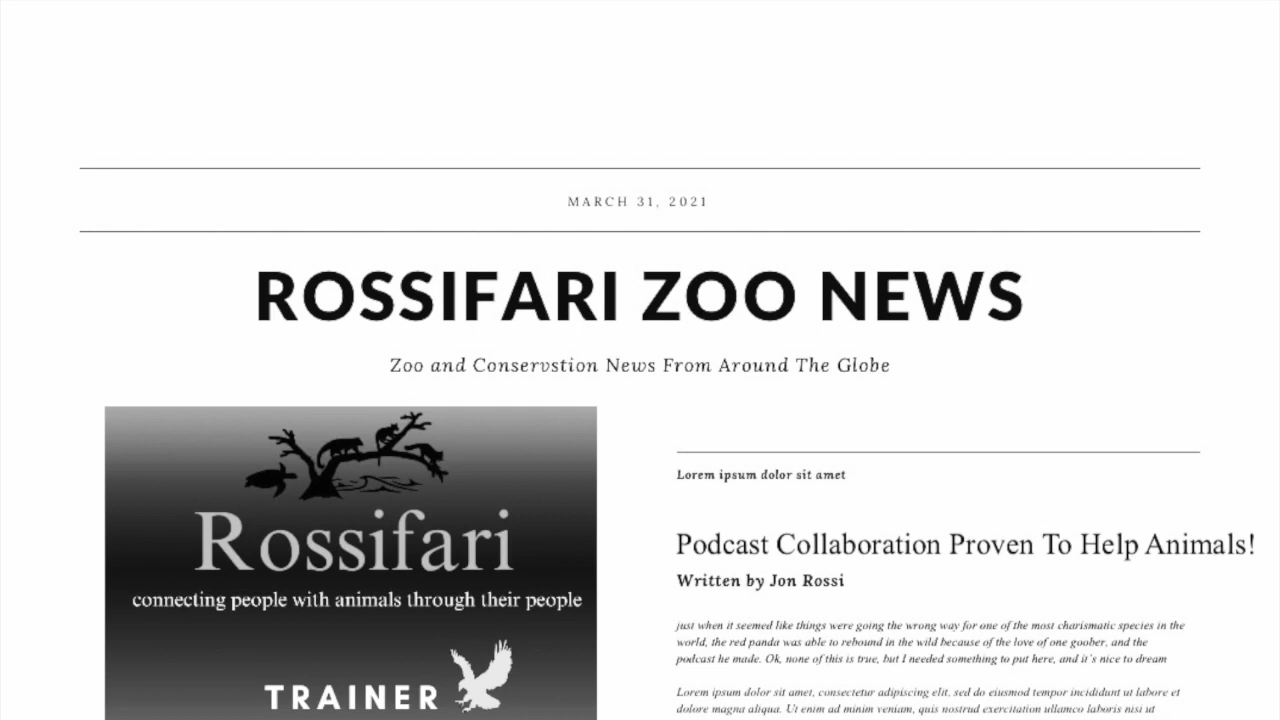 MARCH 31, 2021
ROSSIFARI ZOO NEWS
Zoo and Conservstion News From Around The Globe
Rossifari
connecting people with animals through their people
TRAINER
Lorem ipsum dolor sit amet
Podcast Collaboration Proven To Help Animals!
Written by Jon Rossi
just when it seemed like things were going the wrong way for one of the most charismatic species in the
world, the red panda was able to rebound in the wild because of the love of one goober, and the
podcast he made. Ok, none of this is true, but I needed something to put here, and it's nice to dream
Lorem ipsum dolor sit amet, consectetur adipiscing elit, sed do eiusmod tempor incididunt ut labore et
dolore magna aliqua. Ut enim ad minim veniam, quis nostrud exercitation ullamco laboris nisi ut